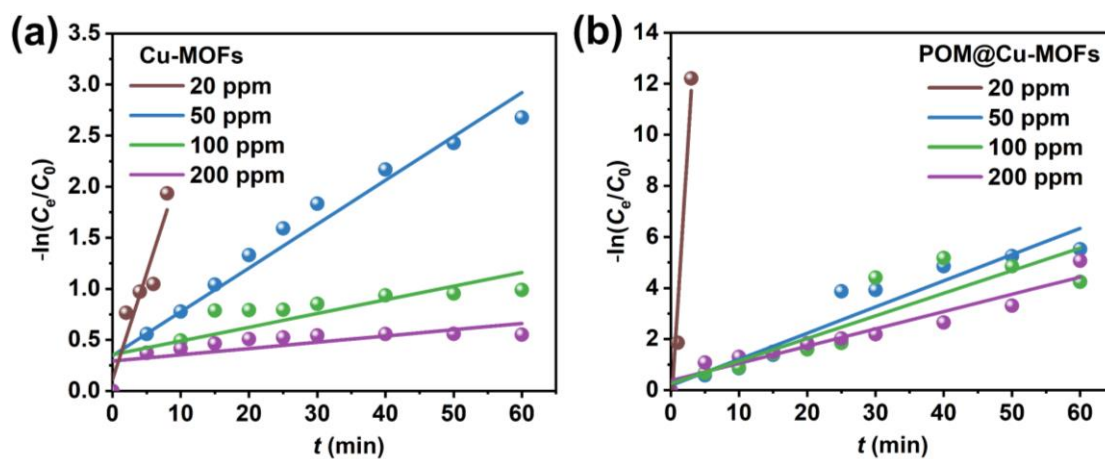 (a)
Cu-MOFs
20 ppm
50 ppm
100 ppm
200 ppm
-ln(Ce/C0)
3.5
3.0
2.5
2.0
1.5
1.0
0.5
0.0
0 10 20 30 40 50 60
t (min)
(b)
POM@Cu-MOFs
20 ppm
50 ppm
100 ppm
200 ppm
-ln(Ce/C0)
14
12
10
8
6
4
2
0
0 10 20 30 40 50 60
t (min)